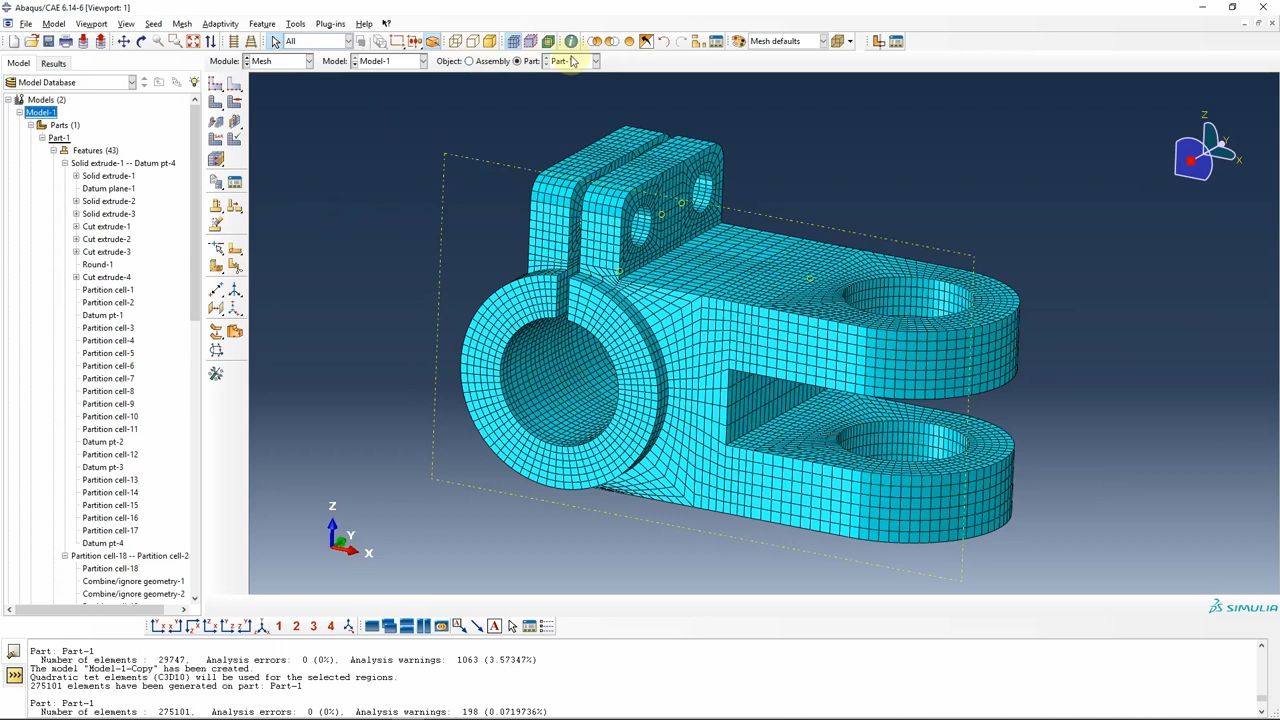 Abaqus/CAE 6.14-6 [Viewport: 1]
File Model Viewport View Seed Mesh Adaptivity Feature Tools Plug-ins Help
All Mesh defaults
Module: Mesh Model: Model-1 Object: Assembly Part: Part-
Model Results
Model Database
Models (2)
Model-1
Parts (1)
Part-1
Features (43)
Solid extrude-1 -- Datum pt-4
Solid extrude-1
Datum plane-1
Solid extrude-2
Solid extrude-3
Cut extrude-1
Cut extrude-2
Cut extrude-3
Round-1
Cut extrude-4
Partition cell-1
Partition cell-2
Datum pt-1
Partition cell-3
Partition cell-4
Partition cell-5
Partition cell-6
Partition cell-7
Partition cell-8
Partition cell-9
Partition cell-10
Partition cell-11
Datum pt-2
Partition cell-12
Datum pt-3
Partition cell-13
Partition cell-14
Partition cell-15
Partition cell-16
Partition cell-17
Datum pt-4
Partition cell-18 -- Partition cell-2
Partition cell-18
Combine/ignore geometry-1
Combine/ignore geometry-2
Z
Y
X
Z
Y
X
SIMULIA
1 2 3 4
A
Part: Part-1
Number of elements : 29747, Analysis errors: 0 (0%), Analysis warnings: 1063 (3.57347%)
The model "Model-1-Copy" has been created.
Quadratic tet elements (C3D10) will be used for the selected regions.
275101 elements have been generated on part: Part-1
Part: Part-1
Number of elements : 275101, Analysis errors: 0 (0%), Analysis warnings: 198 (0.0719736%)